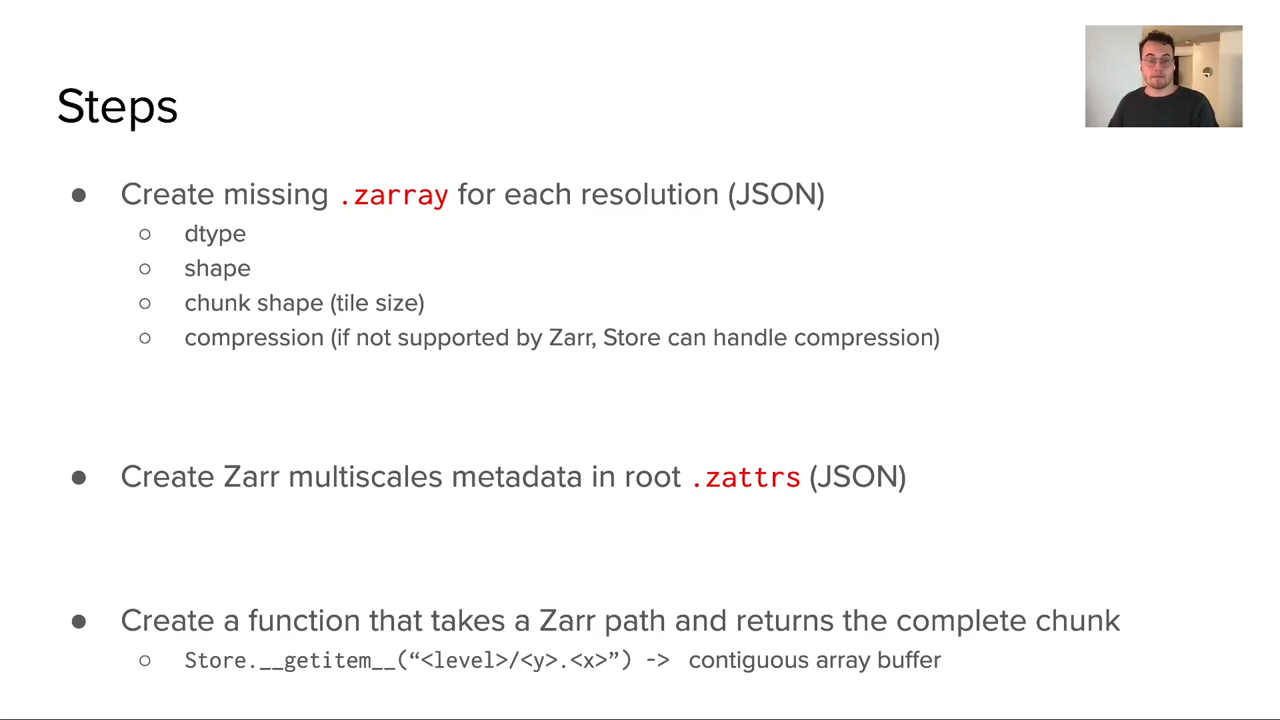 Steps
● Create missing .zarray for each resolution (JSON)
○ dtype
○ shape
○ chunk shape (tile size)
○ compression (if not supported by Zarr, Store can handle compression)
● Create Zarr multiscales metadata in root .zattrs (JSON)
● Create a function that takes a Zarr path and returns the complete chunk
○ Store.__getitem__(“<level>/<y>.<x>”) -> contiguous array buffer